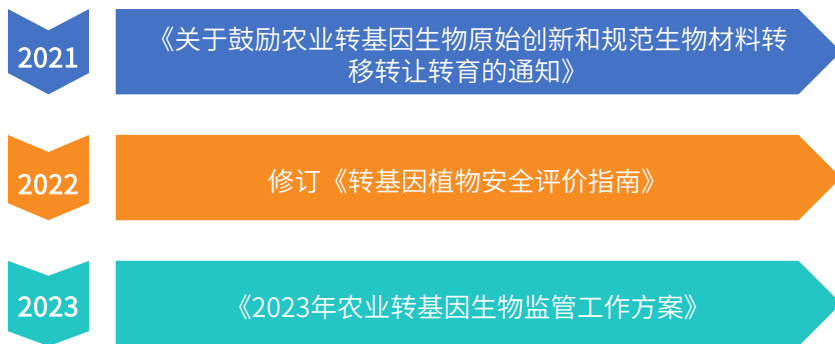 2021
《关于鼓励农业转基因生物原始创新和规范生物材料转
移转让转育的通知》
2022
修订《转基因植物安全评价指南》
2023
《2023年农业转基因生物监管工作方案》